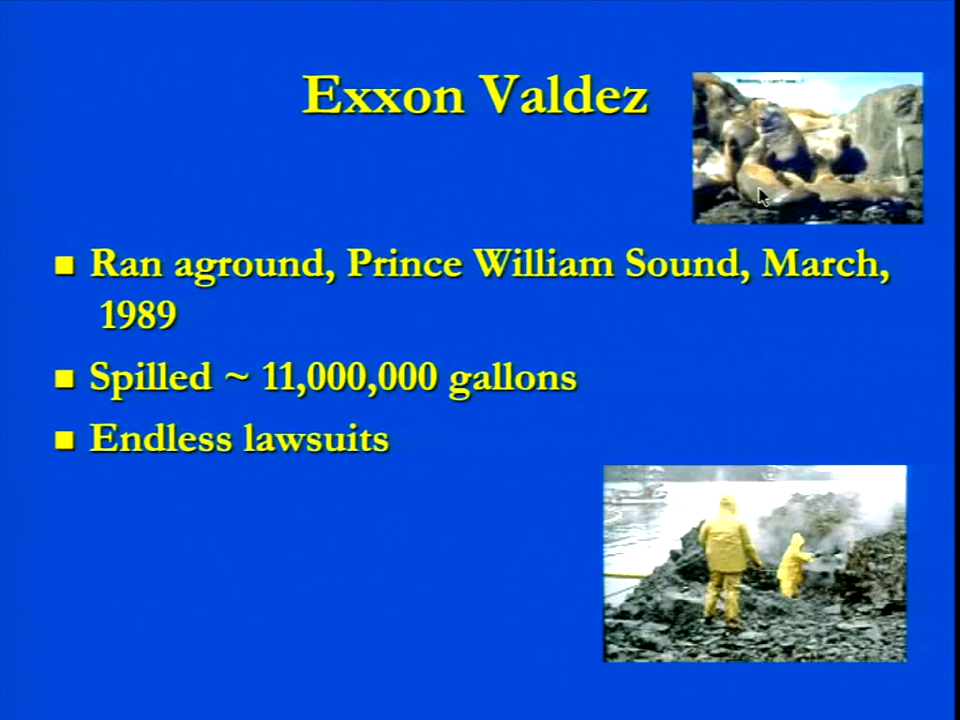 Exxon Valdez
■ Ran aground, Prince William Sound, March,
1989
■ Spilled ~ 11,000,000 gallons
■ Endless lawsuits